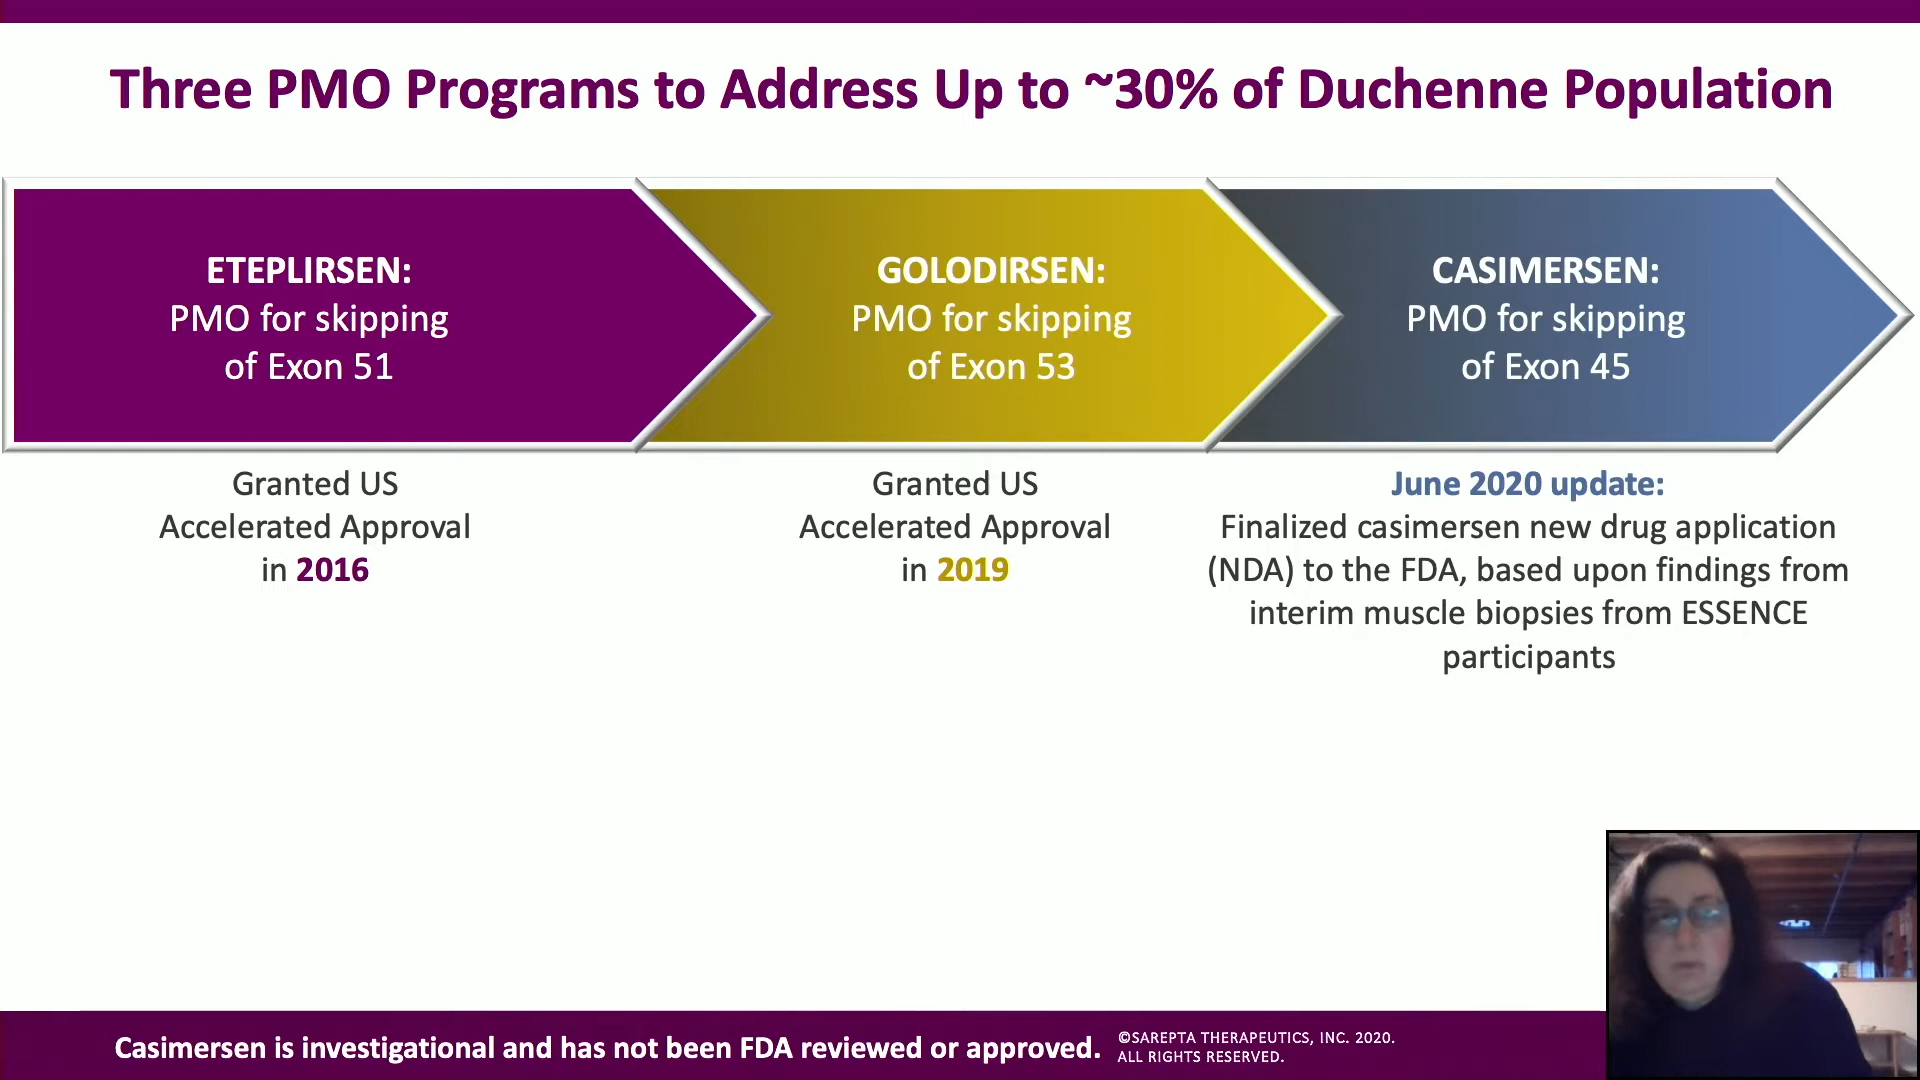 Three PMO Programs to Address Up to ~30% of Duchenne Population
ETEPLIRSEN:
PMO for skipping
of Exon 51
GOLODIRSEN:
PMO for skipping
of Exon 53
CASIMERSEN:
PMO for skipping
of Exon 45
Granted US
Accelerated Approval
in 2016
Granted US
Accelerated Approval
in 2019
June 2020 update:
Finalized casimersen new drug application
(NDA) to the FDA, based upon findings from
interim muscle biopsies from ESSENCE
participants
Casimersen is investigational and has not been FDA reviewed or approved.
©SAREPTA THERAPEUTICS, INC. 2020.
ALL RIGHTS RESERVED.